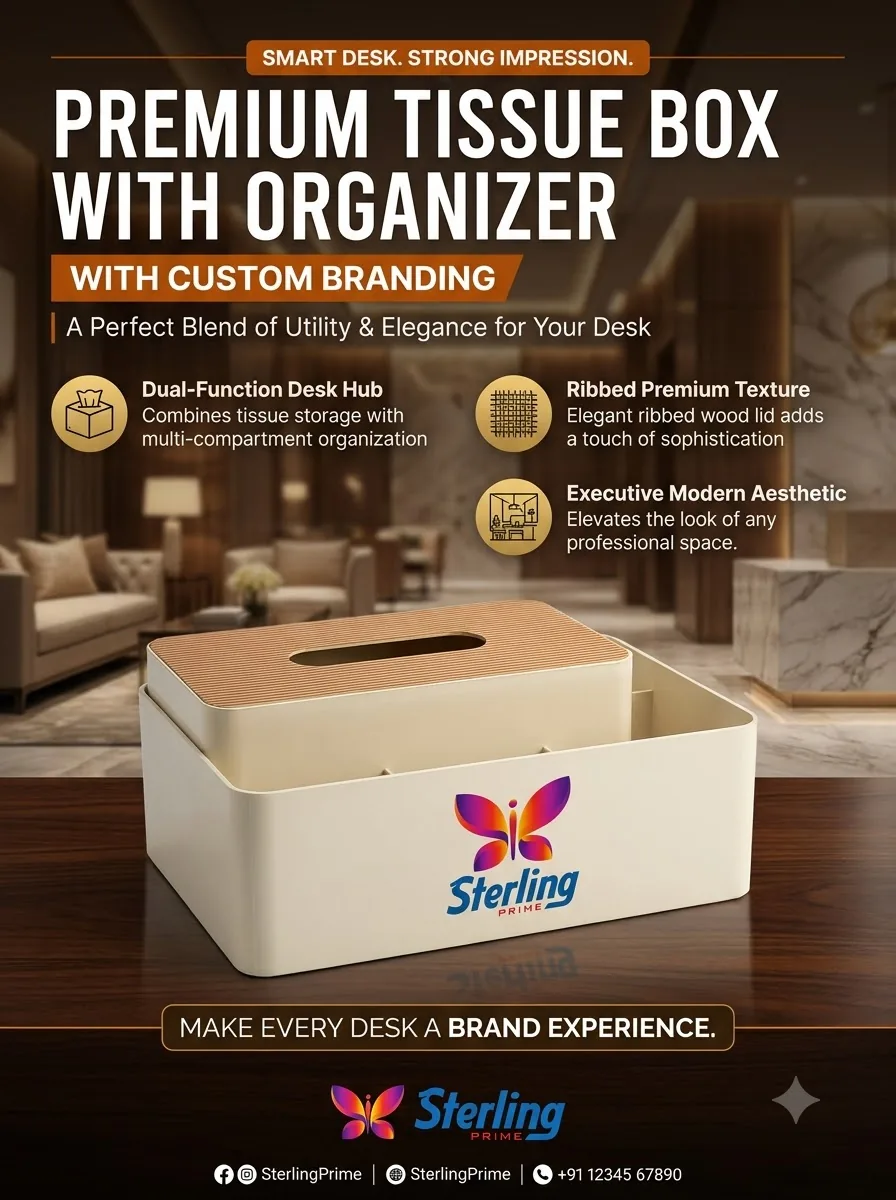 SMART DESK. STRONG IMPRESSION.
PREMIUM TISSUE BOX
WITH ORGANIZER
WITH CUSTOM BRANDING
A Perfect Blend of Utility & Elegance for Your Desk
Dual-Function Desk Hub
Combines tissue storage with
multi-compartment organization
Ribbed Premium Texture
Elegant ribbed wood lid adds
a touch of sophistication
Executive Modern Aesthetic
Elevates the look of any
professional space.
Sterling
PRIME
MAKE EVERY DESK A BRAND EXPERIENCE.
Sterling
PRIME
SterlingPrime | SterlingPrime | +91 12345 67890